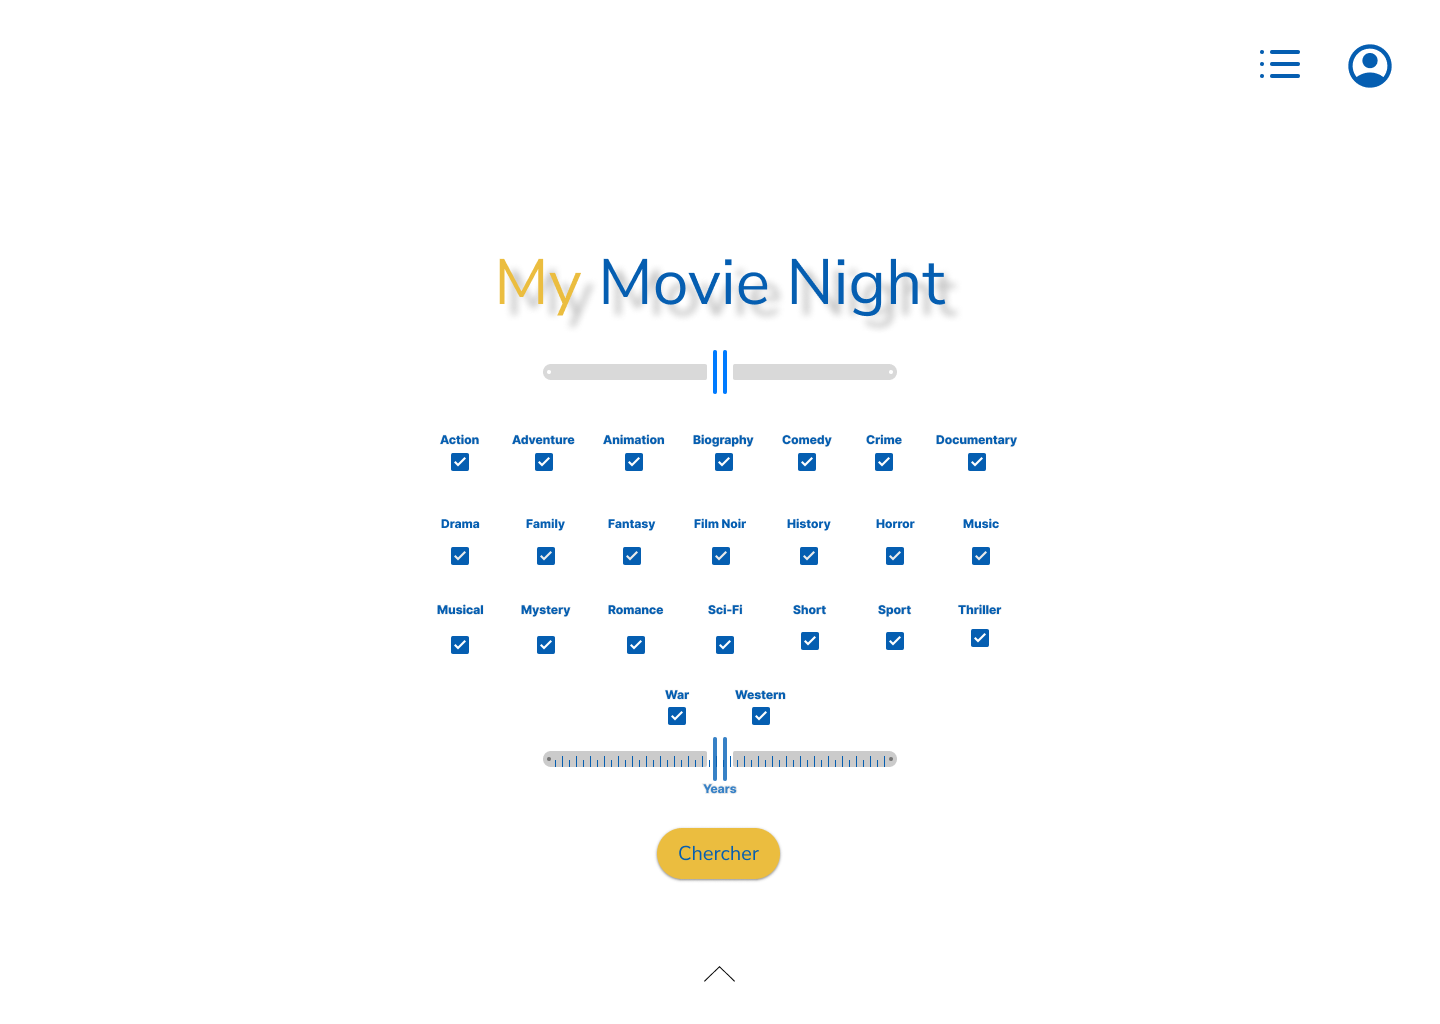 My Movie Night
Action Adventure Animation Biography Comedy Crime Documentary
Drama Family Fantasy Film Noir History Horror Music
Musical Mystery Romance Sci-Fi Short Sport Thriller
War Western
Years
Chercher